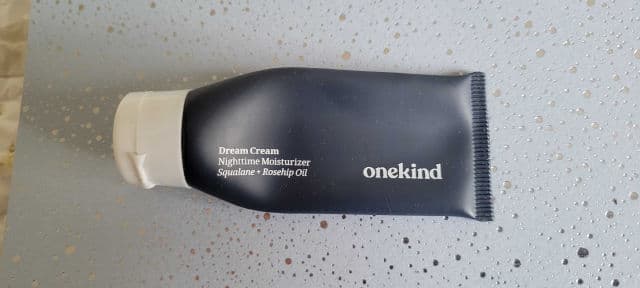 Dream Cream
Nighttime Moisturizer
Squalane + Rosehip Oil
onekind